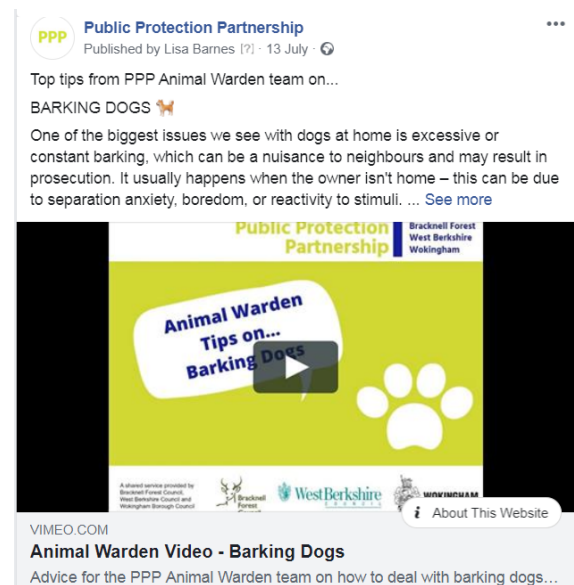 PPP
Public Protection Partnership
Published by Lisa Barnes [?] · 13 July ·
Top tips from PPP Animal Warden team on...
BARKING DOGS
One of the biggest issues we see with dogs at home is excessive or
constant barking, which can be a nuisance to neighbours and may result in
prosecution. It usually happens when the owner isn't home – this can be due
to separation anxiety, boredom, or reactivity to stimuli. ... See more
Public Protection
Partnership
Bracknell Forest
West Berkshire
Wokingham
Animal Warden
Tips on...
Barking Dogs
A shared service provided by
Bracknell Forest Council,
West Berkshire Council and
Wokingham Borough Council
Bracknell
Forest
West Berkshire
COUNCIL
WOKINGHAM
i About This Website
VIMEO.COM
Animal Warden Video - Barking Dogs
Advice for the PPP Animal Warden team on how to deal with barking dogs...